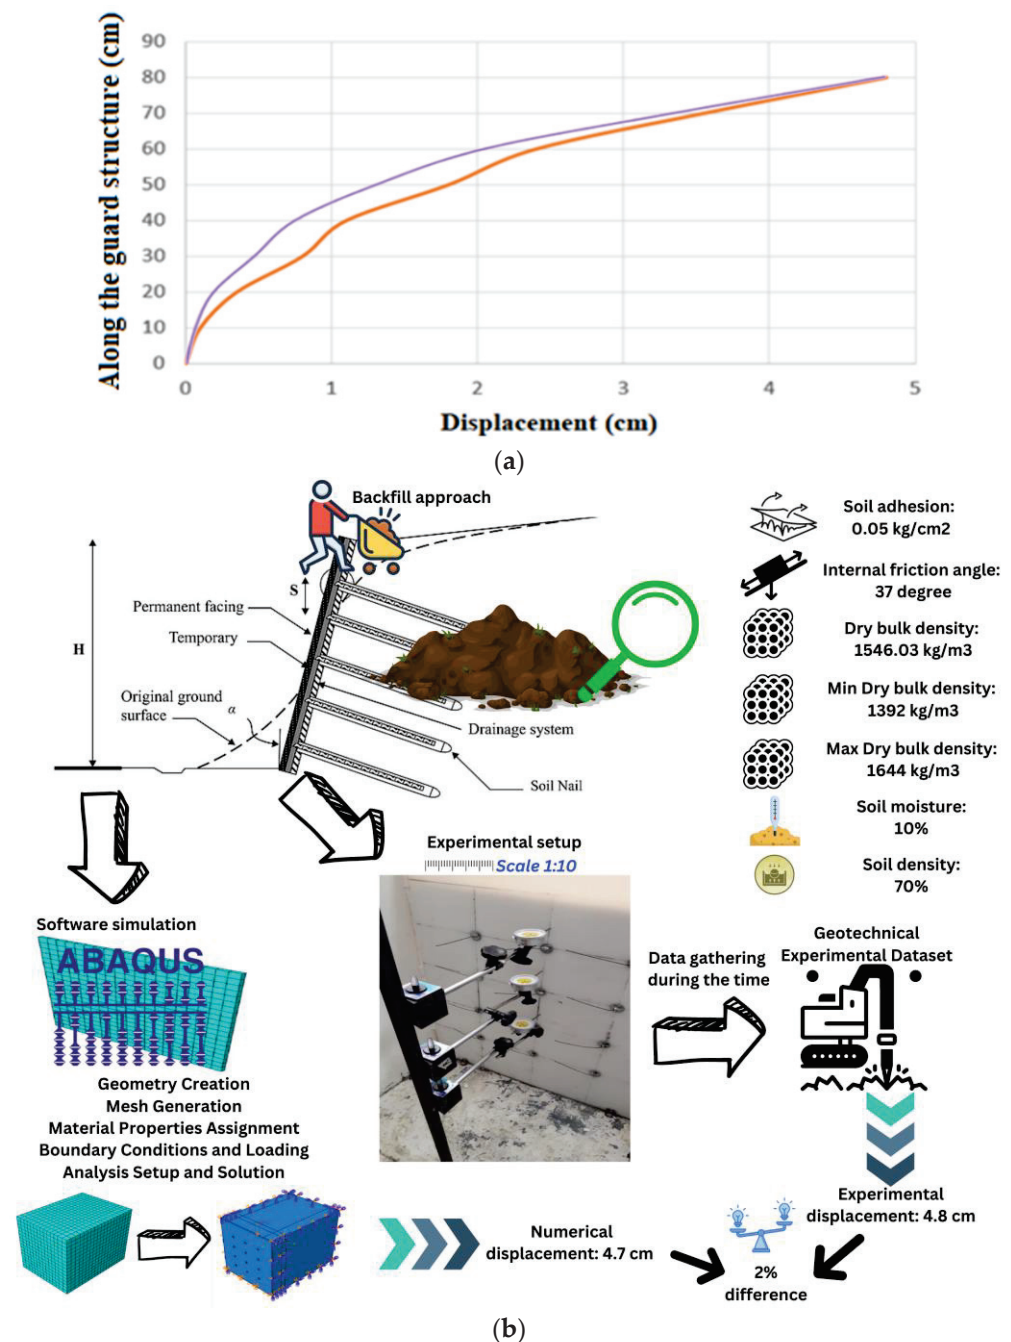 Along the guard structure (cm)
90
80
70
60
50
40
30
20
10
0
0 1 2 3 4 5
Displacement (cm)
(a)
Backfill approach
S
Permanent facing
Temporary
H
Original ground
surface
α
Drainage system
Soil Nail
Soil adhesion:
0.05 kg/cm2
Internal friction angle:
37 degree
Dry bulk density:
1546.03 kg/m3
Min Dry bulk density:
1392 kg/m3
Max Dry bulk density:
1644 kg/m3
Soil moisture:
10%
Soil density:
70%
Experimental setup
Scale 1:10
Software simulation
ABAQUS
Geometry Creation
Mesh Generation
Material Properties Assignment
Boundary Conditions and Loading
Analysis Setup and Solution
Data gathering
during the time
Geotechnical
Experimental Dataset
Experimental
displacement: 4.8 cm
Numerical
displacement: 4.7 cm
2%
difference
(b)